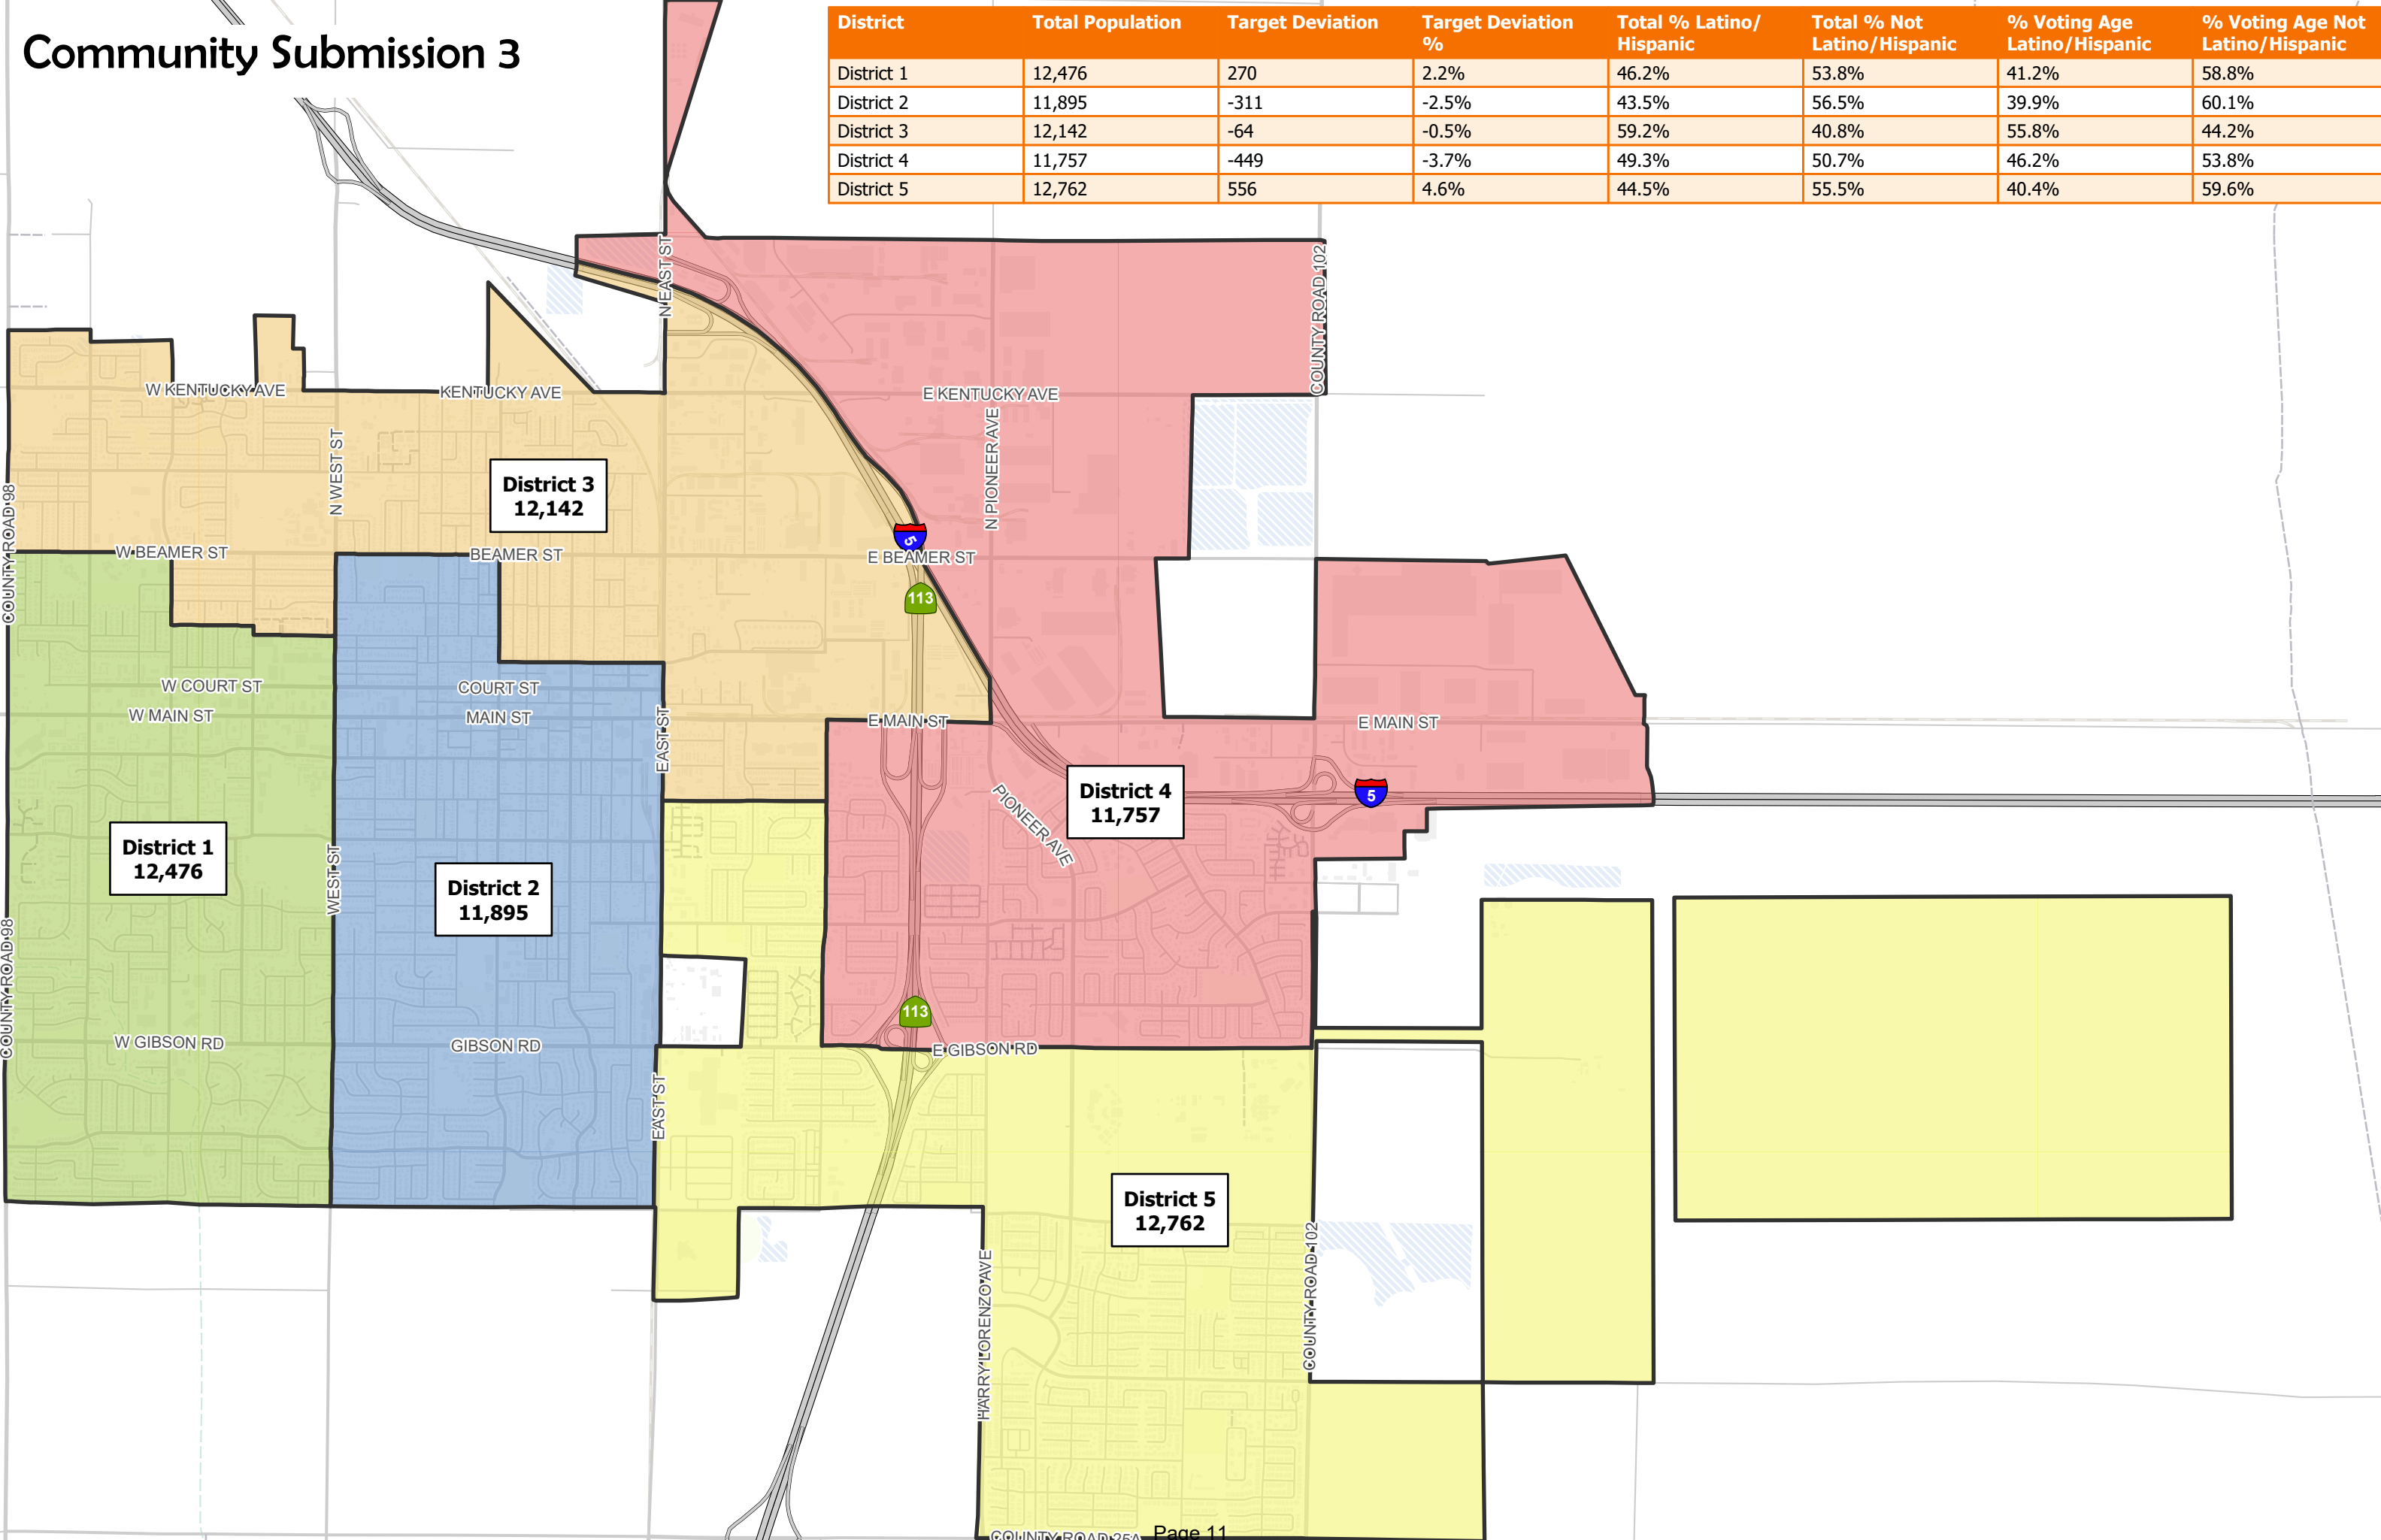 Community Submission 3
District Total Population Target Deviation Target Deviation % Total % Latino/ Hispanic Total % Not Latino/Hispanic % Voting Age Latino/Hispanic % Voting Age Not Latino/Hispanic
District 1 12,476 270 2.2% 46.2% 53.8% 41.2% 58.8%
District 2 11,895 -311 -2.5% 43.5% 56.5% 39.9% 60.1%
District 3 12,142 -64 -0.5% 59.2% 40.8% 55.8% 44.2%
District 4 11,757 -449 -3.7% 49.3% 50.7% 46.2% 53.8%
District 5 12,762 556 4.6% 44.5% 55.5% 40.4% 59.6%
N EAST ST
COUNTY ROAD 102
W KENTUCKY AVE
KENTUCKY AVE
E KENTUCKY AVE
N WEST ST
N PIONEER AVE
COUNTY ROAD 98
District 3
12,142
5
W BEAMER ST
BEAMER ST
E BEAMER ST
113
W COURT ST
COURT ST
W MAIN ST
MAIN ST
E MAIN ST
E MAIN ST
EAST ST
District 4
11,757
5
PIONEER AVE
District 1
12,476
WEST ST
District 2
11,895
COUNTY ROAD 98
113
W GIBSON RD
GIBSON RD
E GIBSON RD
EAST ST
District 5
12,762
HARRY LORENZO AVE
COUNTY ROAD 102
COUNTY ROAD 25A
Page 11